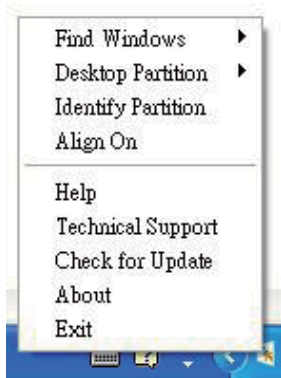 Find Windows
Desktop Partition
Identify Partition
Align On
Help
Technical Support
Check for Update
About
Exit